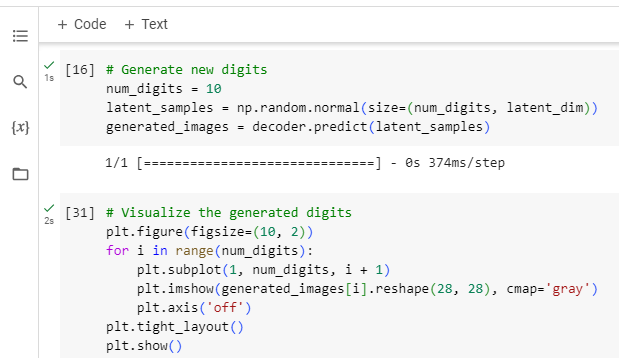 + Code + Text
1s
[16] # Generate new digits
num_digits = 10
latent_samples = np.random.normal(size=(num_digits, latent_dim))
generated_images = decoder.predict(latent_samples)
1/1 [==============================] - 0s 374ms/step
{x}
2s
[31] # Visualize the generated digits
plt.figure(figsize=(10, 2))
for i in range(num_digits):
    plt.subplot(1, num_digits, i + 1)
    plt.imshow(generated_images[i].reshape(28, 28), cmap='gray')
    plt.axis('off')
plt.tight_layout()
plt.show()